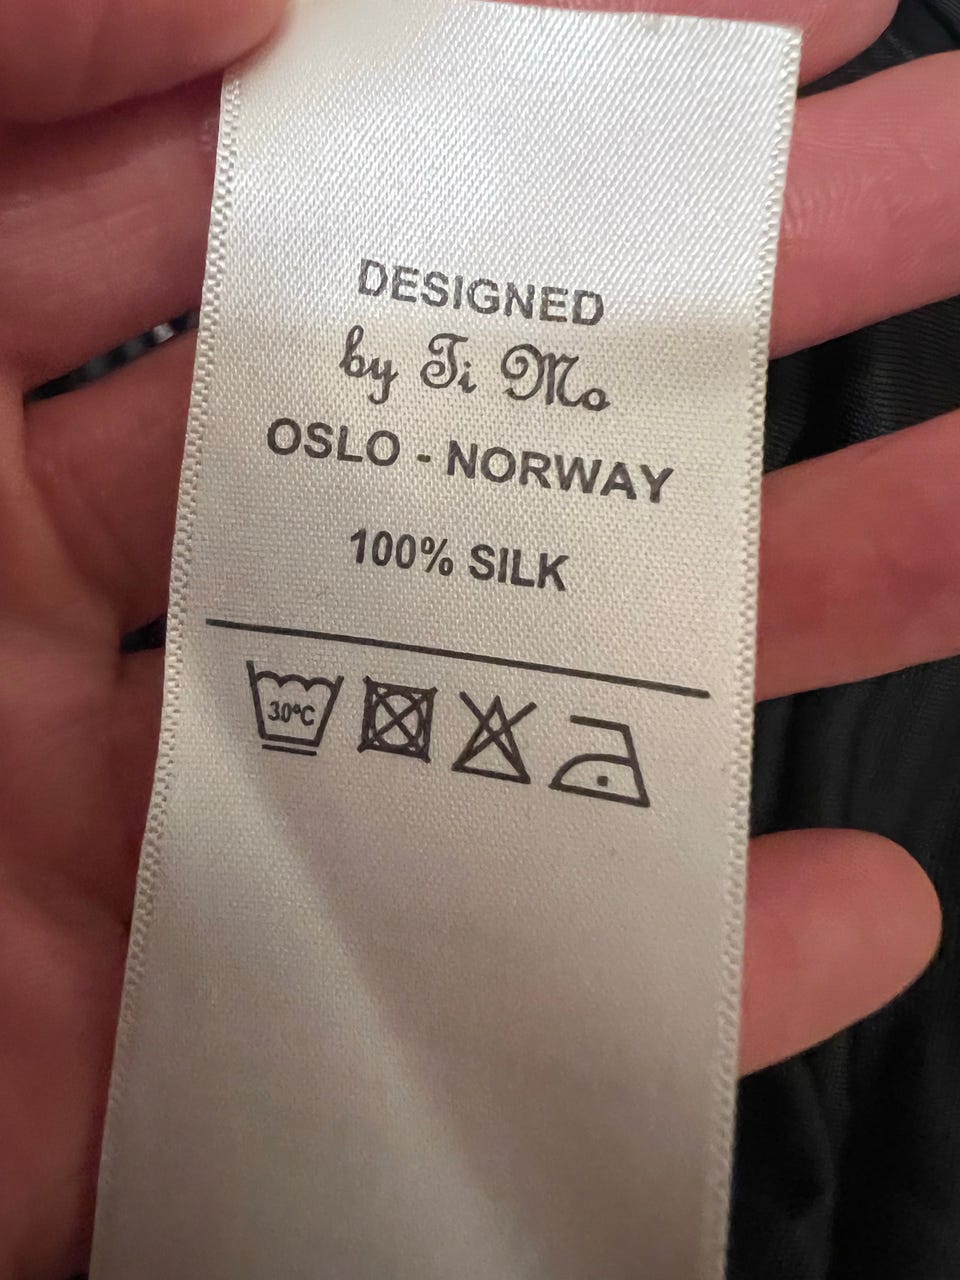 DESIGNED
by Ti Mo
OSLO - NORWAY
100% SILK
30°C